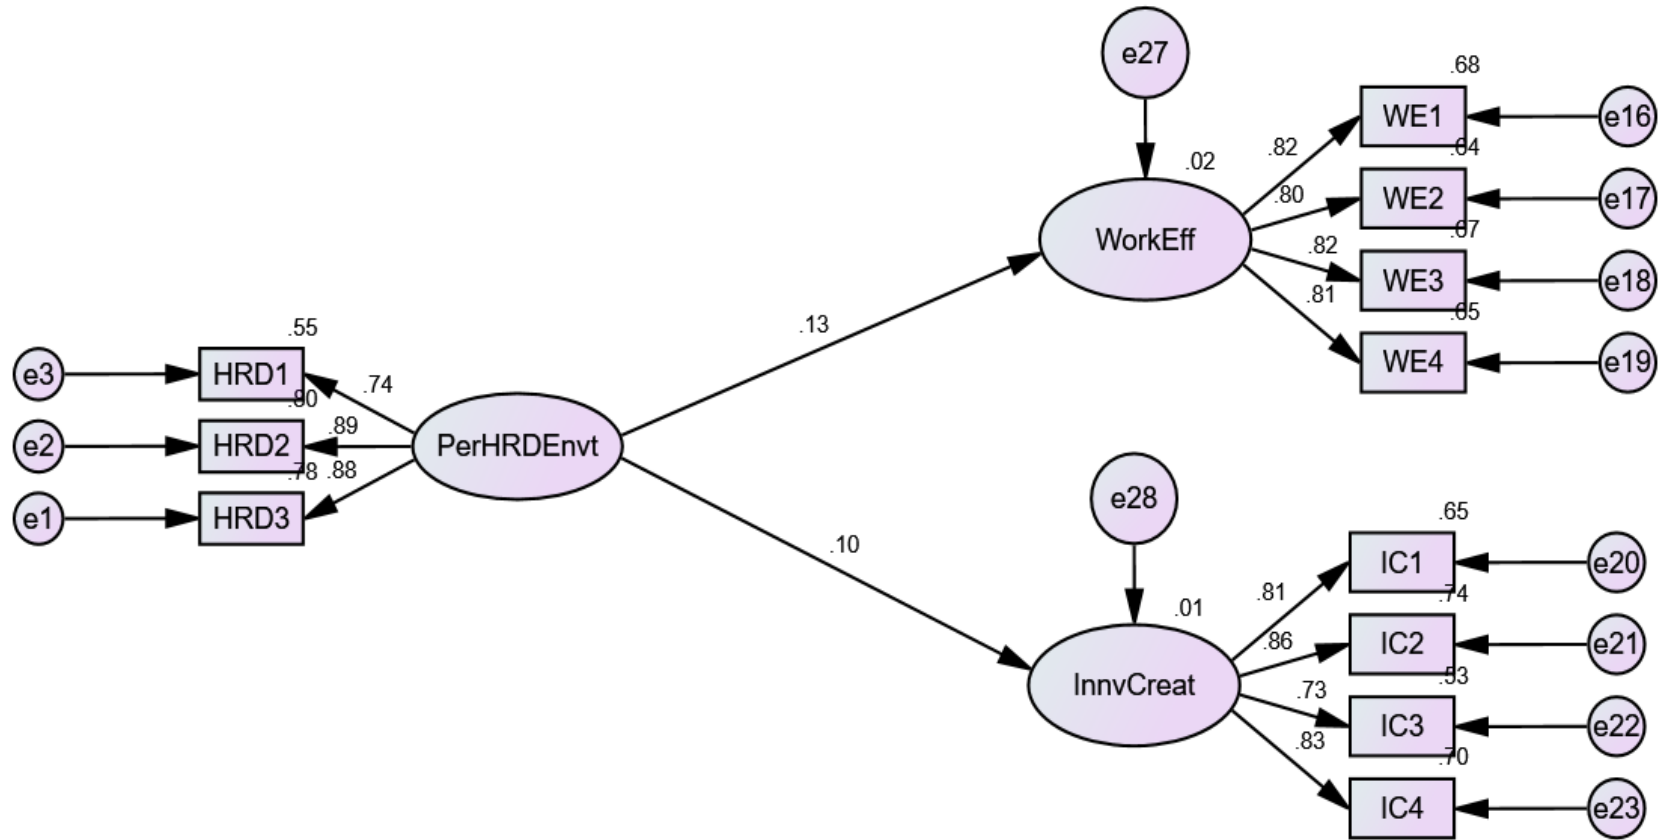 e27
.68
WE1
e16
.82
.64
.02
.80
WE2
e17
.67
WorkEff
.82
WE3
e18
.81
.65
WE4
e19
.13
.55
e3
HRD1
.74
.80
e2
HRD2
.89
PerHRDEnvt
.78
.88
e1
HRD3
.10
e28
.65
IC1
e20
.81
.74
.01
.86
IC2
e21
.53
InnvCreat
.73
IC3
e22
.83
.70
IC4
e23